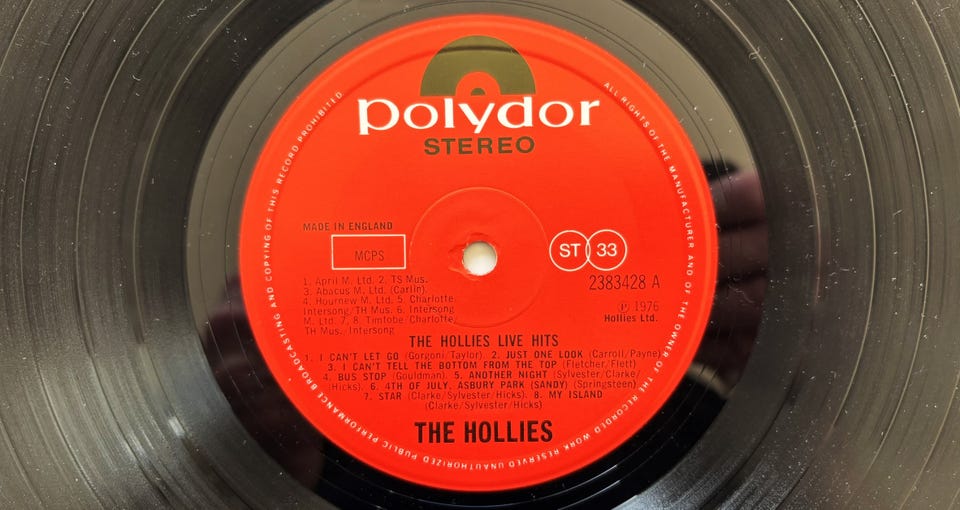 polydor
STEREO
ALL RIGHTS OF THE MANUFACTURER AND OF THE OWNER OF THE RECORDED WORK RESERVED UNAUTHORIZED PUBLIC PERFORMANCE BROADCASTING AND COPYING OF THIS RECORD PROHIBITED.
MADE IN ENGLAND
MCPS
ST 33
2383428 A
℗ 1976
Hollies Ltd.
1. April M. Ltd. 2. TS Mus.
3. Abacus M. Ltd. (Carlin).
4. Hournew M. Ltd. 5. Charlotte
Intersong/TH Mus. 6. Intersong
M. Ltd. 7, 8. Timtobe/Charlotte/
TH Mus. Intersong
THE HOLLIES LIVE HITS
1. I CAN'T LET GO (Gorgoni/Taylor). 2. JUST ONE LOOK (Carroll/Payne)
3. I CAN'T TELL THE BOTTOM FROM THE TOP (Fletcher/Flett)
4. BUS STOP (Gouldman). 5. ANOTHER NIGHT (Sylvester/Clarke/
Hicks). 6. 4TH OF JULY, ASBURY PARK (SANDY) (Springsteen)
7. STAR (Clarke/Sylvester/Hicks). 8. MY ISLAND
(Clarke/Sylvester/Hicks)
THE HOLLIES